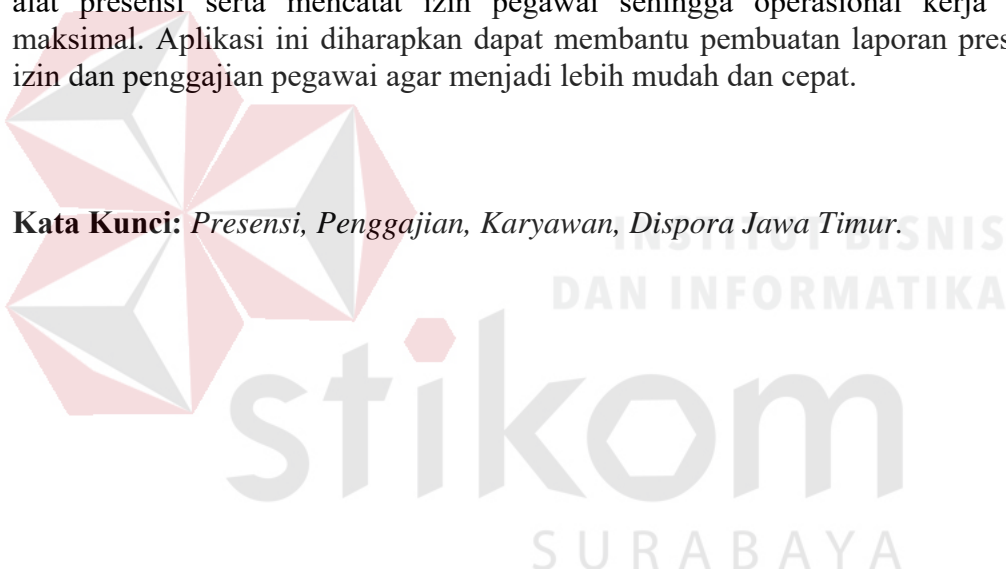 alat presensi serta mencatat izin pegawai sehingga operasional kerja
maksimal. Aplikasi ini diharapkan dapat membantu pembuatan laporan pres
izin dan penggajian pegawai agar menjadi lebih mudah dan cepat.
Kata Kunci: Presensi, Penggajian, Karyawan, Dispora Jawa Timur.
INSTITUT BISNIS
DAN INFORMATIKA
stikom
SURABAYA